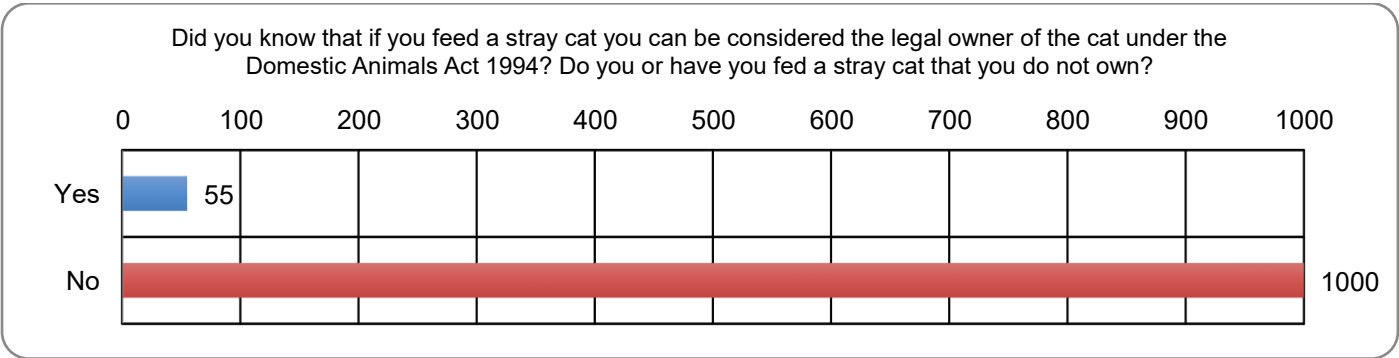 Did you know that if you feed a stray cat you can be considered the legal owner of the cat under the
Domestic Animals Act 1994? Do you or have you fed a stray cat that you do not own?
0 100 200 300 400 500 600 700 800 900 1000
Yes 55
No 1000